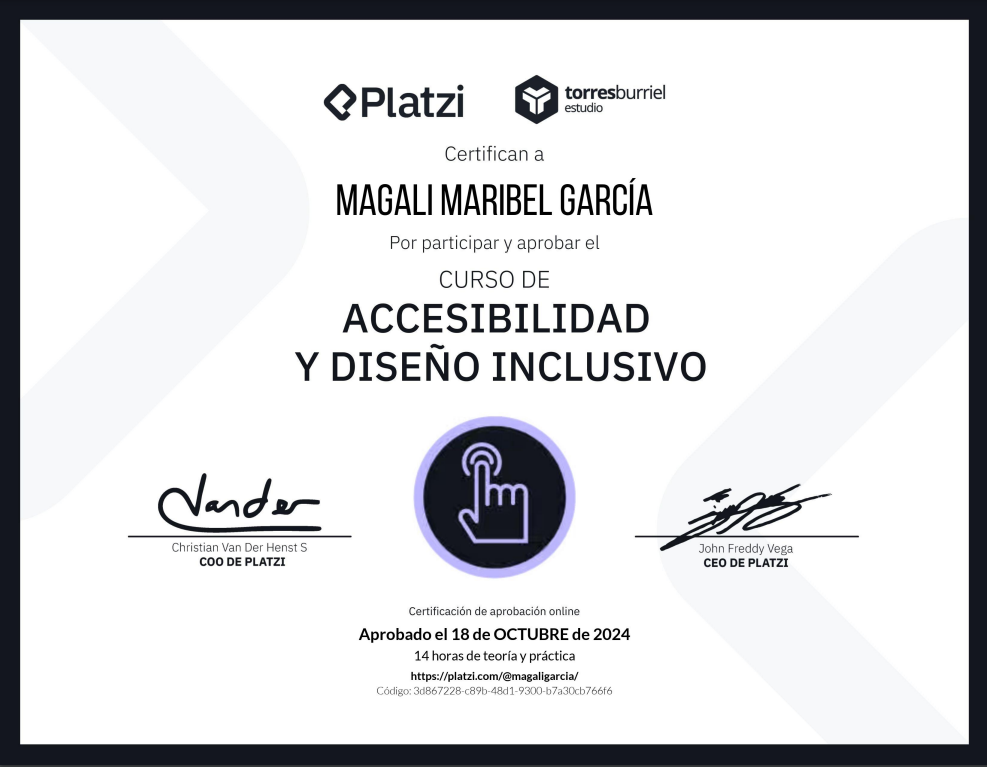 Platzi
torresburriel
estudio
Certifican a
MAGALI MARIBEL GARCÍA
Por participar y aprobar el
CURSO DE
ACCESIBILIDAD
Y DISEÑO INCLUSIVO
Vander
Christian Van Der Henst S
COO DE PLATZI
John Freddy Vega
CEO DE PLATZI
Certificación de aprobación online
Aprobado el 18 de OCTUBRE de 2024
14 horas de teoría y práctica
https://platzi.com/@magaligarcia/
Código: 3d867228-c89b-48d1-9300-b7a30cb766f6